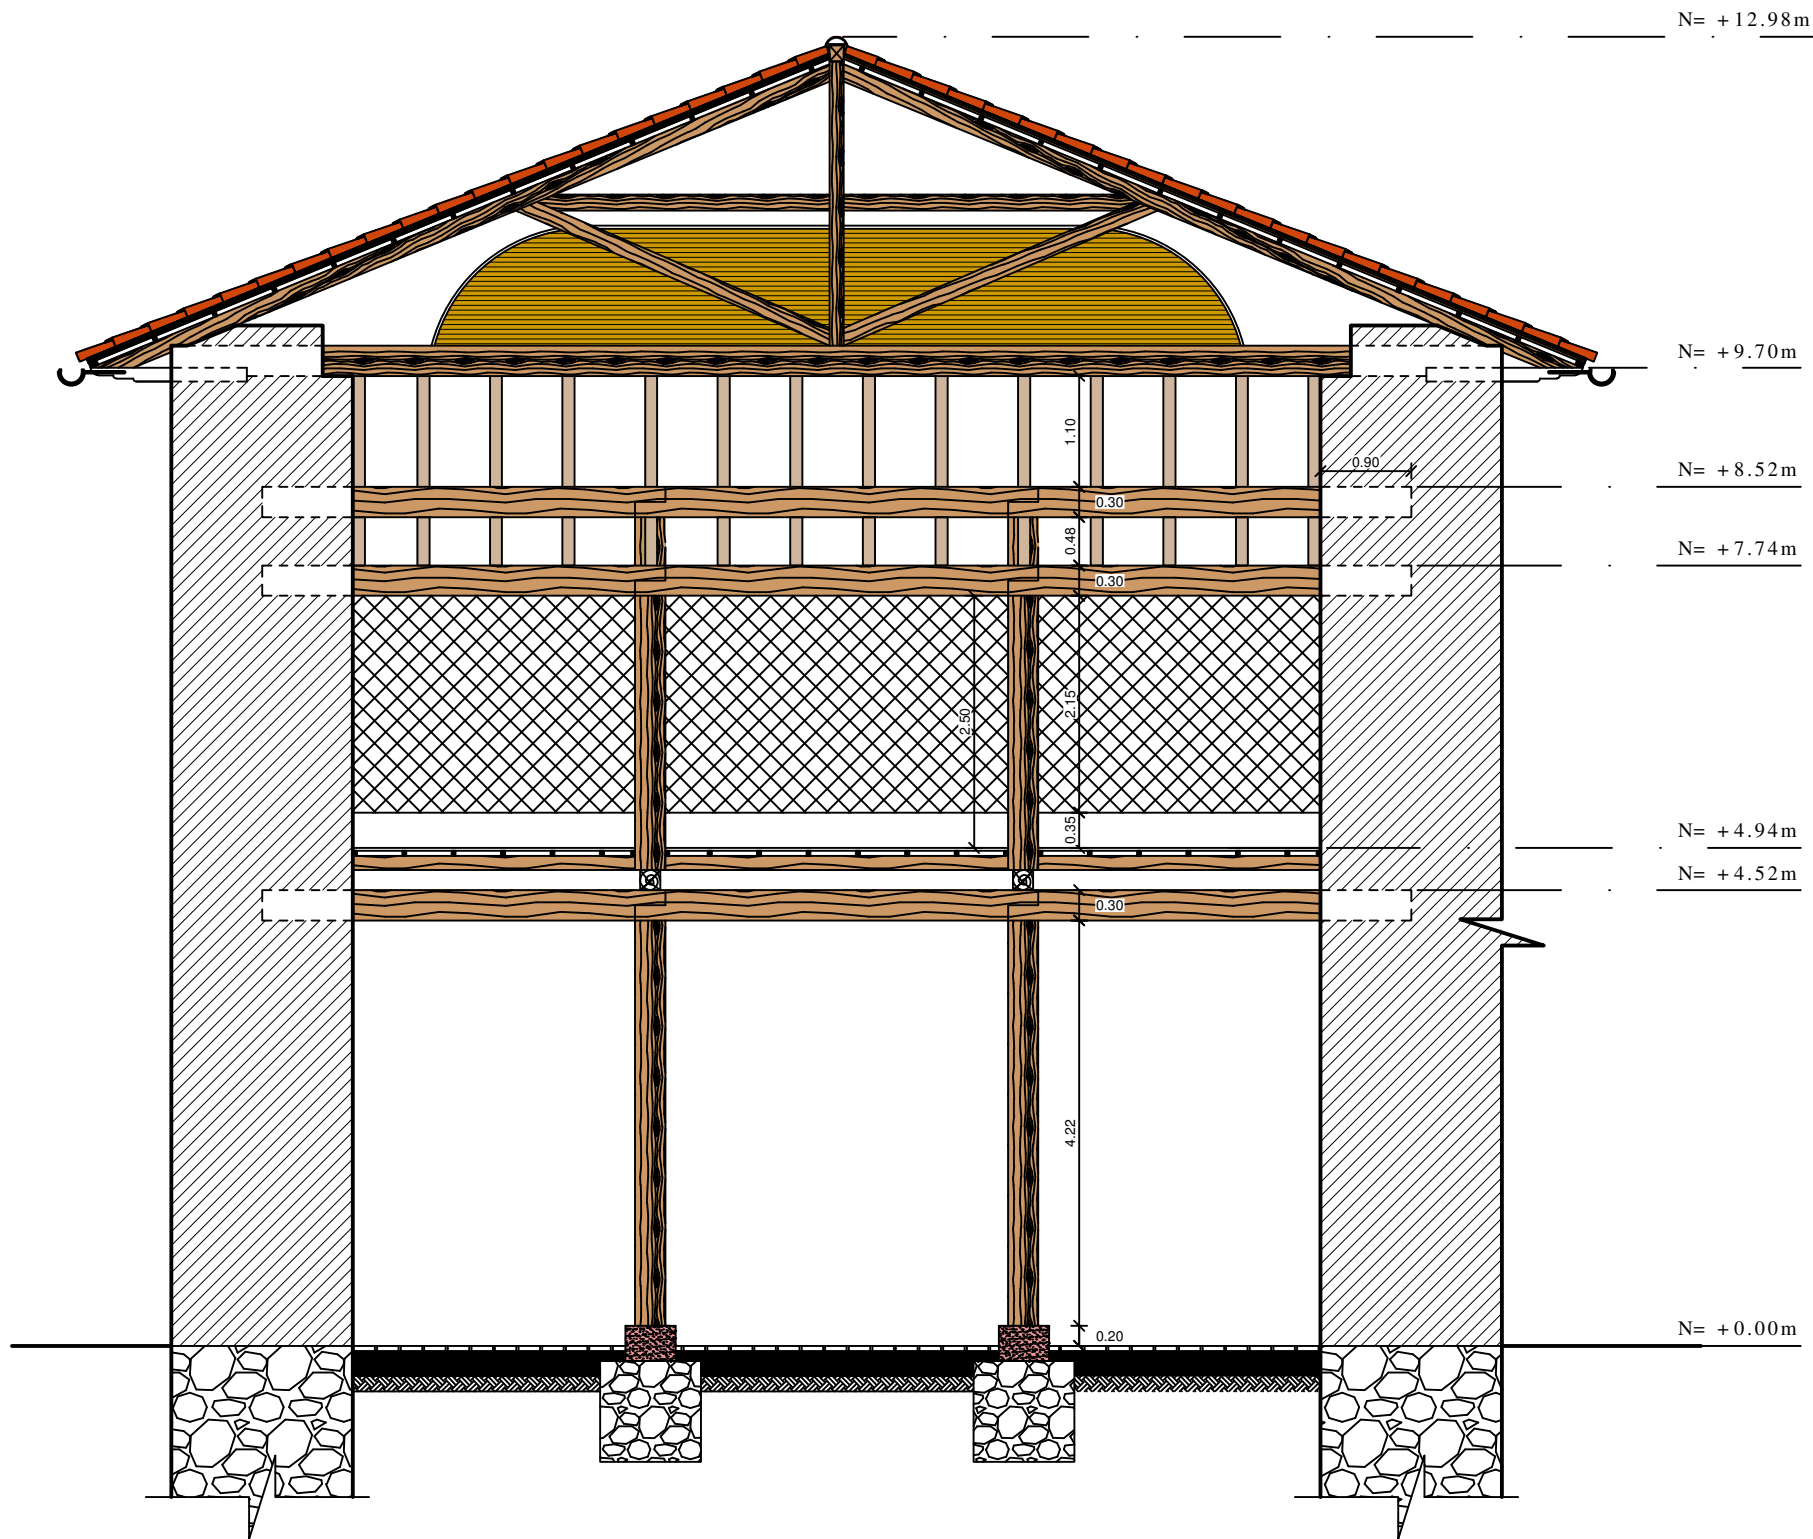 N= +12.98m
N= +9.70m
1.10
0.90
N= +8.52m
0.30
0.48
N= +7.74m
0.30
2.15
2.50
0.35
N= +4.94m
N= +4.52m
0.30
4.22
0.20
N= +0.00m